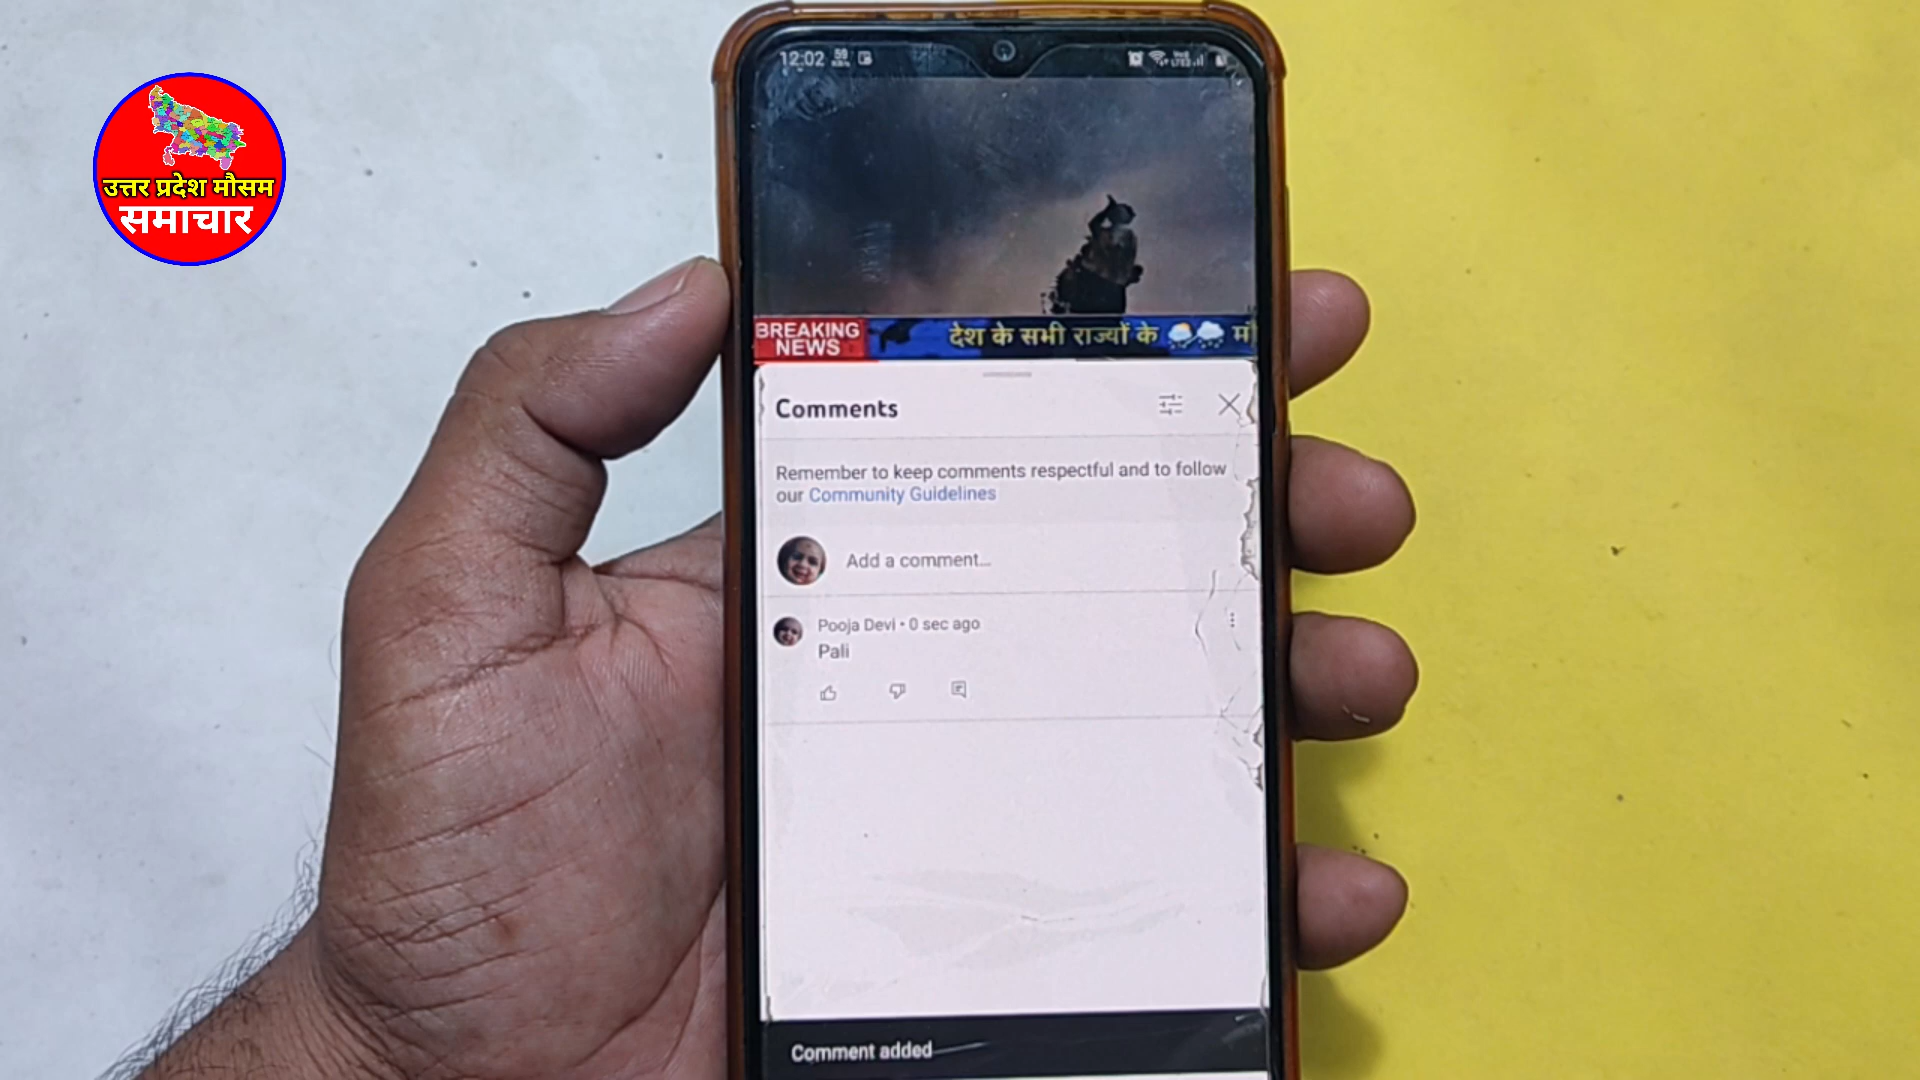 उत्तर प्रदेश मौसम
समाचार
12:02
BREAKING
NEWS
देश के सभी राज्यों के
Comments
Remember to keep comments respectful and to follow
our Community Guidelines
Add a comment...
Pooja Devi • 0 sec ago
Pali
Comment added